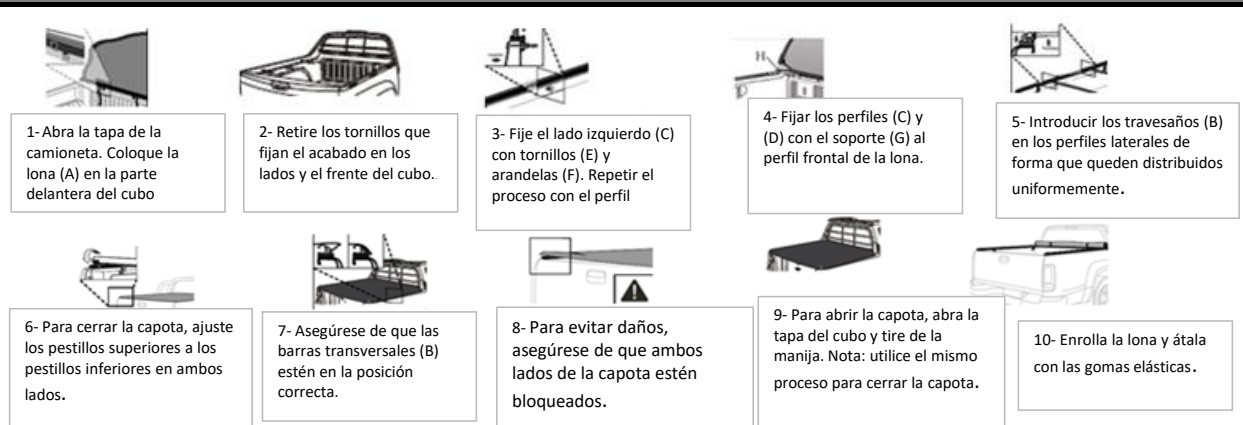 1- Abra la tapa de la
camioneta. Coloque la
lona (A) en la parte
delantera del cubo
2- Retire los tornillos que
fijan el acabado en los
lados y el frente del cubo..
3- Fije el lado izquierdo (C)
con tornillos (E) y
arandelas (F). Repetir el
proceso con el perfil
H
4- Fijar los perfiles (C) y
(D) con el soporte (G) al
perfil frontal de la lona.
5- Introducir los travesaños (B)
en los perfiles laterales de
forma que queden distribuidos
uniformemente.
6- Para cerrar la capota, ajuste
los pestillos superiores a los
pestillos inferiores en ambos
lados.
7- Asegúrese de que las
barras transversales (B)
estén en la posición
correcta.
8- Para evitar daños,
asegúrese de que ambos
lados de la capota estén
bloqueados.
9- Para abrir la capota, abra la
tapa del cubo y tire de la
manija. Nota: utilice el mismo
proceso para cerrar la capota.
10- Enrolla la lona y átala
con las gomas elásticas.